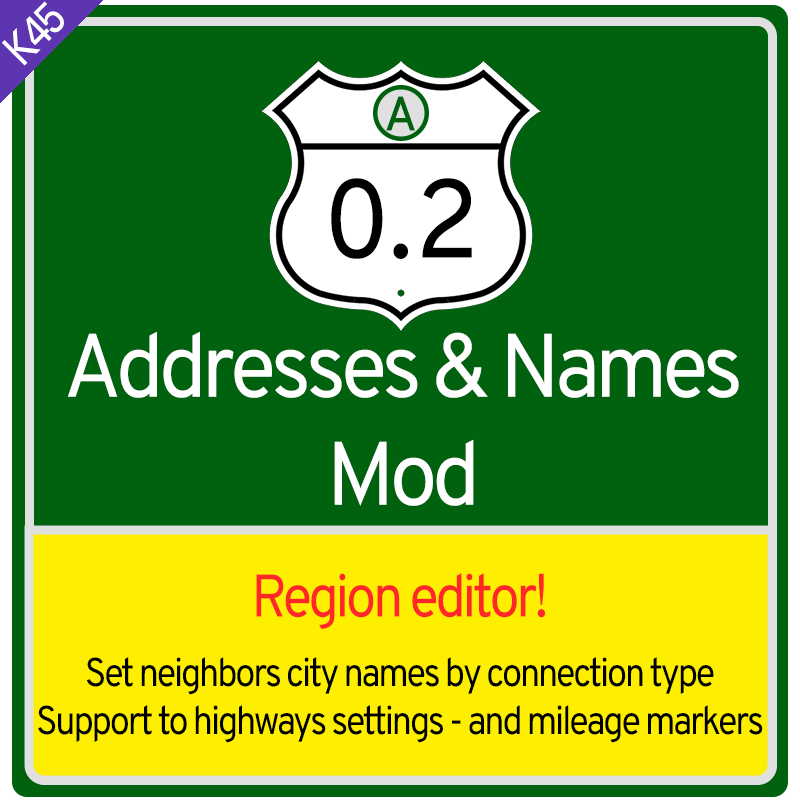 K45
A
0.2
Addresses & Names
Mod
Region editor!
Set neighbors city names by connection type
Support to highways settings - and mileage markers